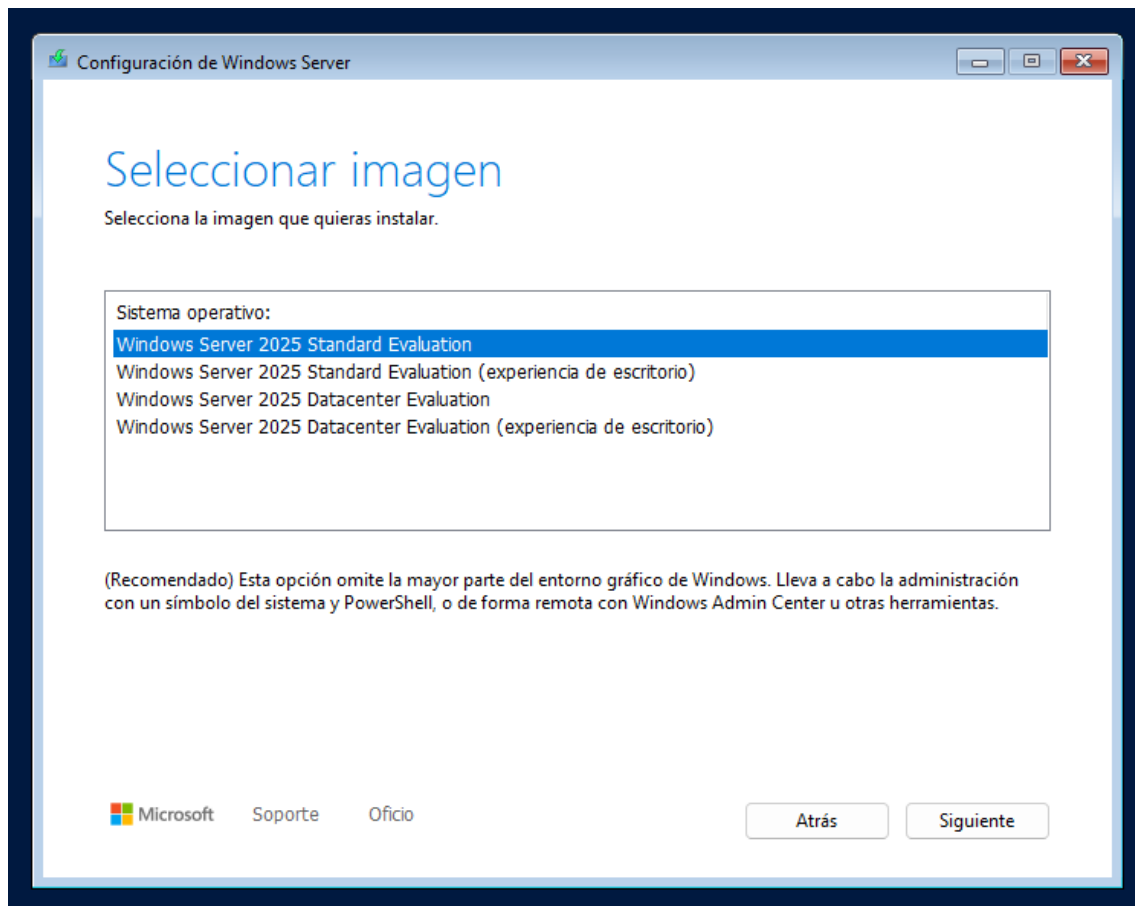 Configuración de Windows Server
Seleccionar imagen
Selecciona la imagen que quieras instalar.
Sistema operativo:
Windows Server 2025 Standard Evaluation
Windows Server 2025 Standard Evaluation (experiencia de escritorio)
Windows Server 2025 Datacenter Evaluation
Windows Server 2025 Datacenter Evaluation (experiencia de escritorio)
(Recomendado) Esta opción omite la mayor parte del entorno gráfico de Windows. Lleva a cabo la administración
con un símbolo del sistema y PowerShell, o de forma remota con Windows Admin Center u otras herramientas.
Microsoft Soporte Oficio Atrás Siguiente